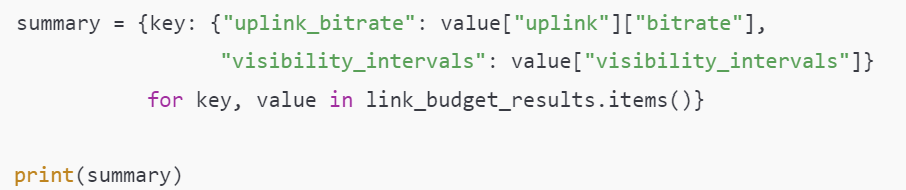 summary = {key: {"uplink_bitrate": value["uplink"]["bitrate"],
                 "visibility_intervals": value["visibility_intervals"]}
           for key, value in link_budget_results.items()}

print(summary)